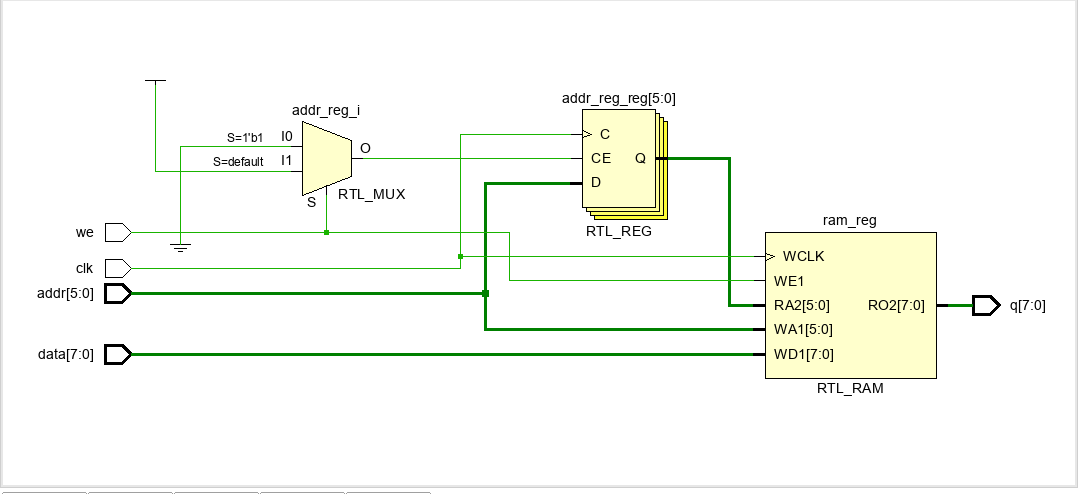 addr_reg_reg[5:0]
addr_reg_i
S=1'b1 I0
S=default I1
O
S
RTL_MUX
C
CE Q
D
RTL_REG
we
clk
addr[5:0]
data[7:0]
ram_reg
WCLK
WE1
RA2[5:0] RO2[7:0]
WA1[5:0]
WD1[7:0]
RTL_RAM
q[7:0]